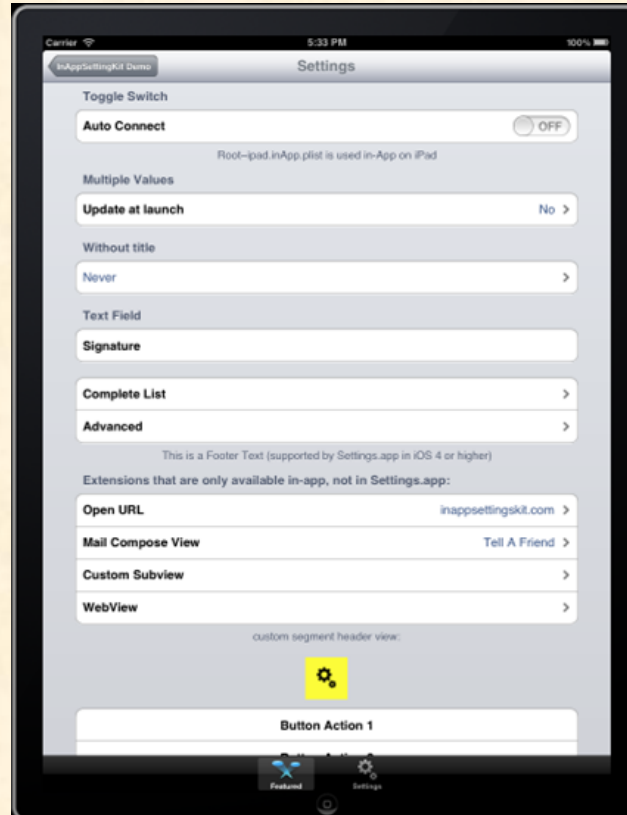 Carrier 5:33 PM 100%
InAppSettingKit Demo Settings
Toggle Switch
Auto Connect OFF
Root-ipad.inApp.plist is used in-App on iPad
Multiple Values
Update at launch No
Without title
Never
Text Field
Signature
Complete List
Advanced
This is a Footer Text (supported by Settings.app in iOS 4 or higher)
Extensions that are only available in-app, not in Settings.app:
Open URL inappsettingskit.com
Mail Compose View Tell A Friend
Custom Subview
WebView
custom segment header view:
Button Action 1
Featured Settings